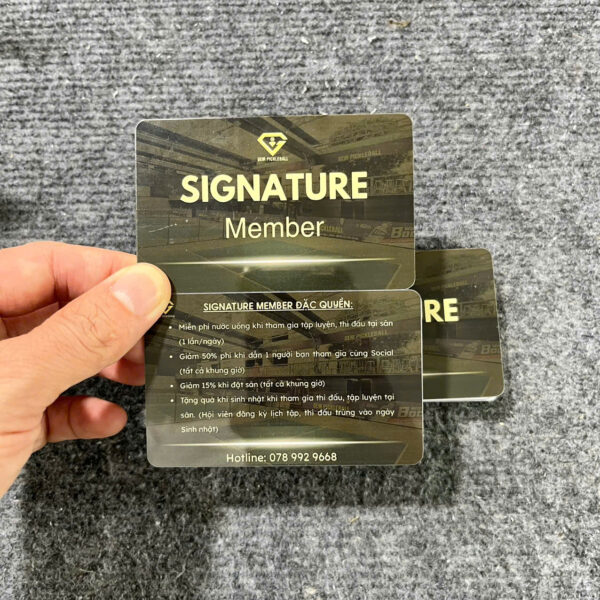 GEM PICKLEBALL
SIGNATURE
Member
RE
SIGNATURE MEMBER ĐẶC QUYỀN:
• Miễn phí nước uống khi tham gia tập luyện, thi đấu tại sân
(1 lần/ngày)
• Giảm 50% phí khi dẫn 1 người bạn tham gia cùng Social
(tất cả khung giờ)
• Giảm 15% khi đặt sân (tất cả khung giờ)
• Tặng quà khi sinh nhật khi tham gia thi đấu, tập luyện tại
sân. (Hội viên đăng ký lịch tập, thi đấu trùng vào ngày
Sinh nhật)
Hotline: 078 992 9668